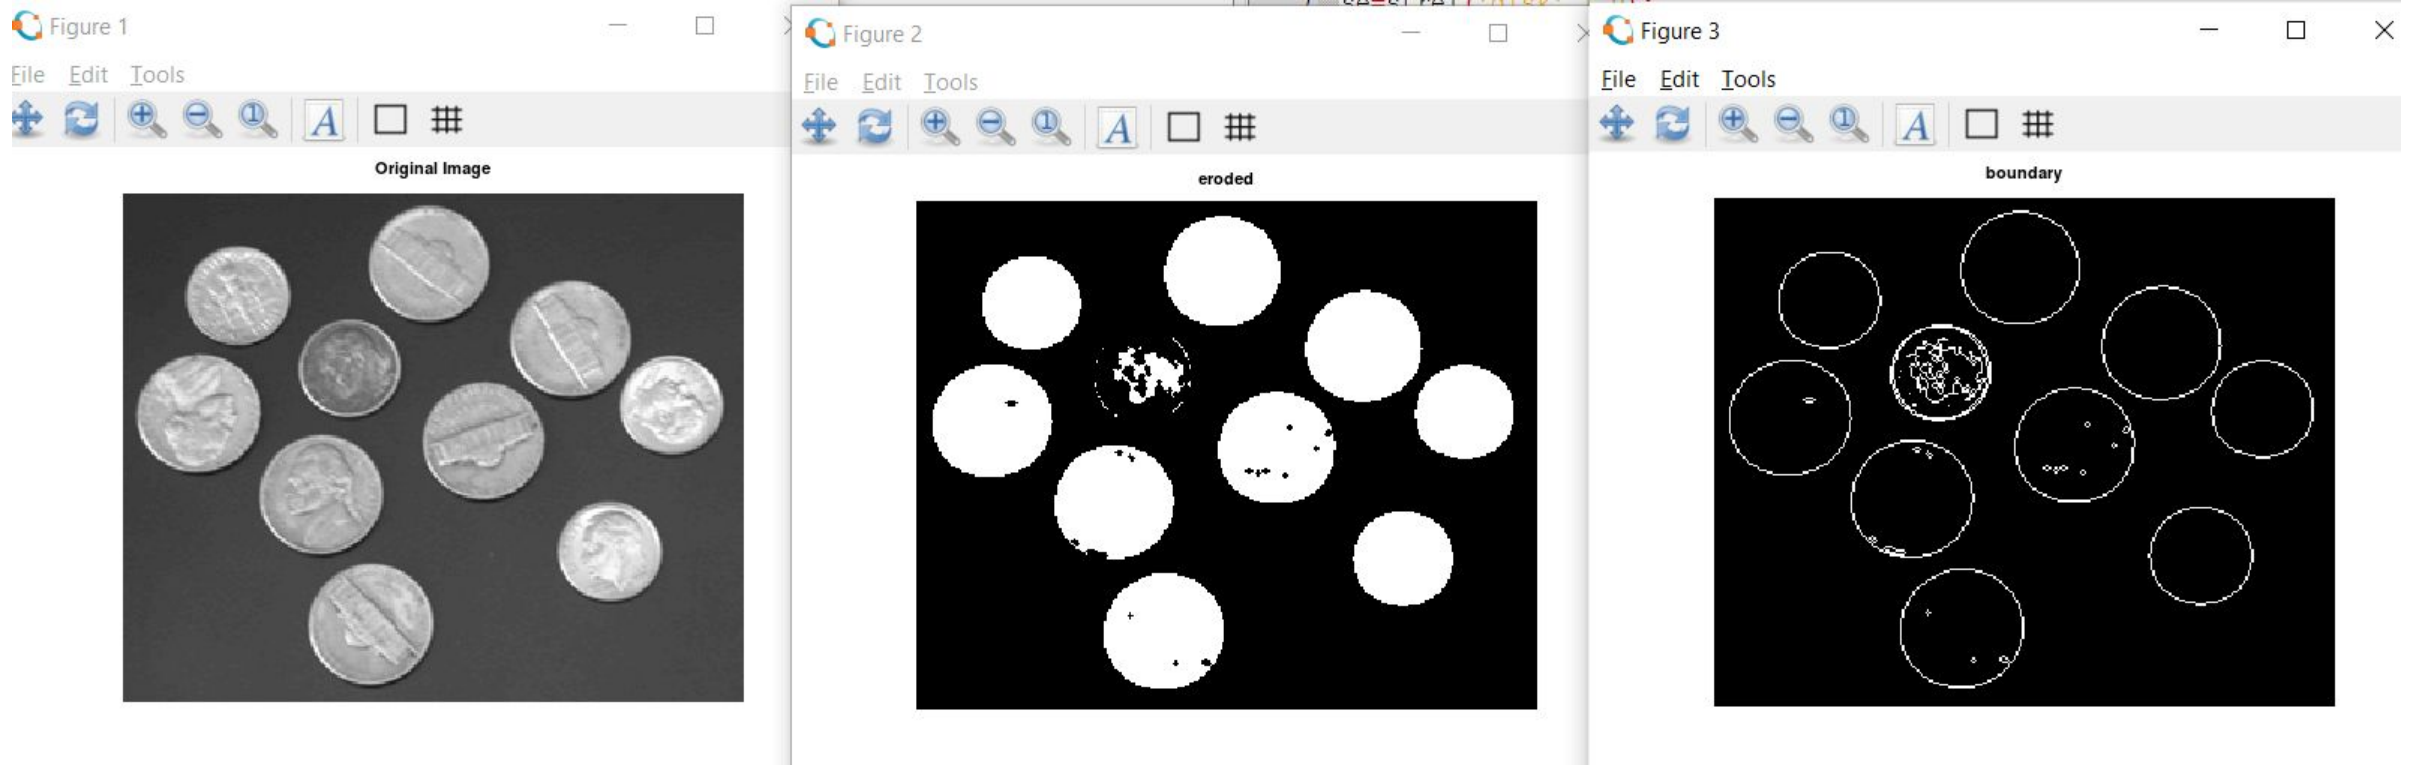 Figure 1
File Edit Tools
A
Original Image
Figure 2
File Edit Tools
A
eroded
Figure 3
File Edit Tools
A
boundary